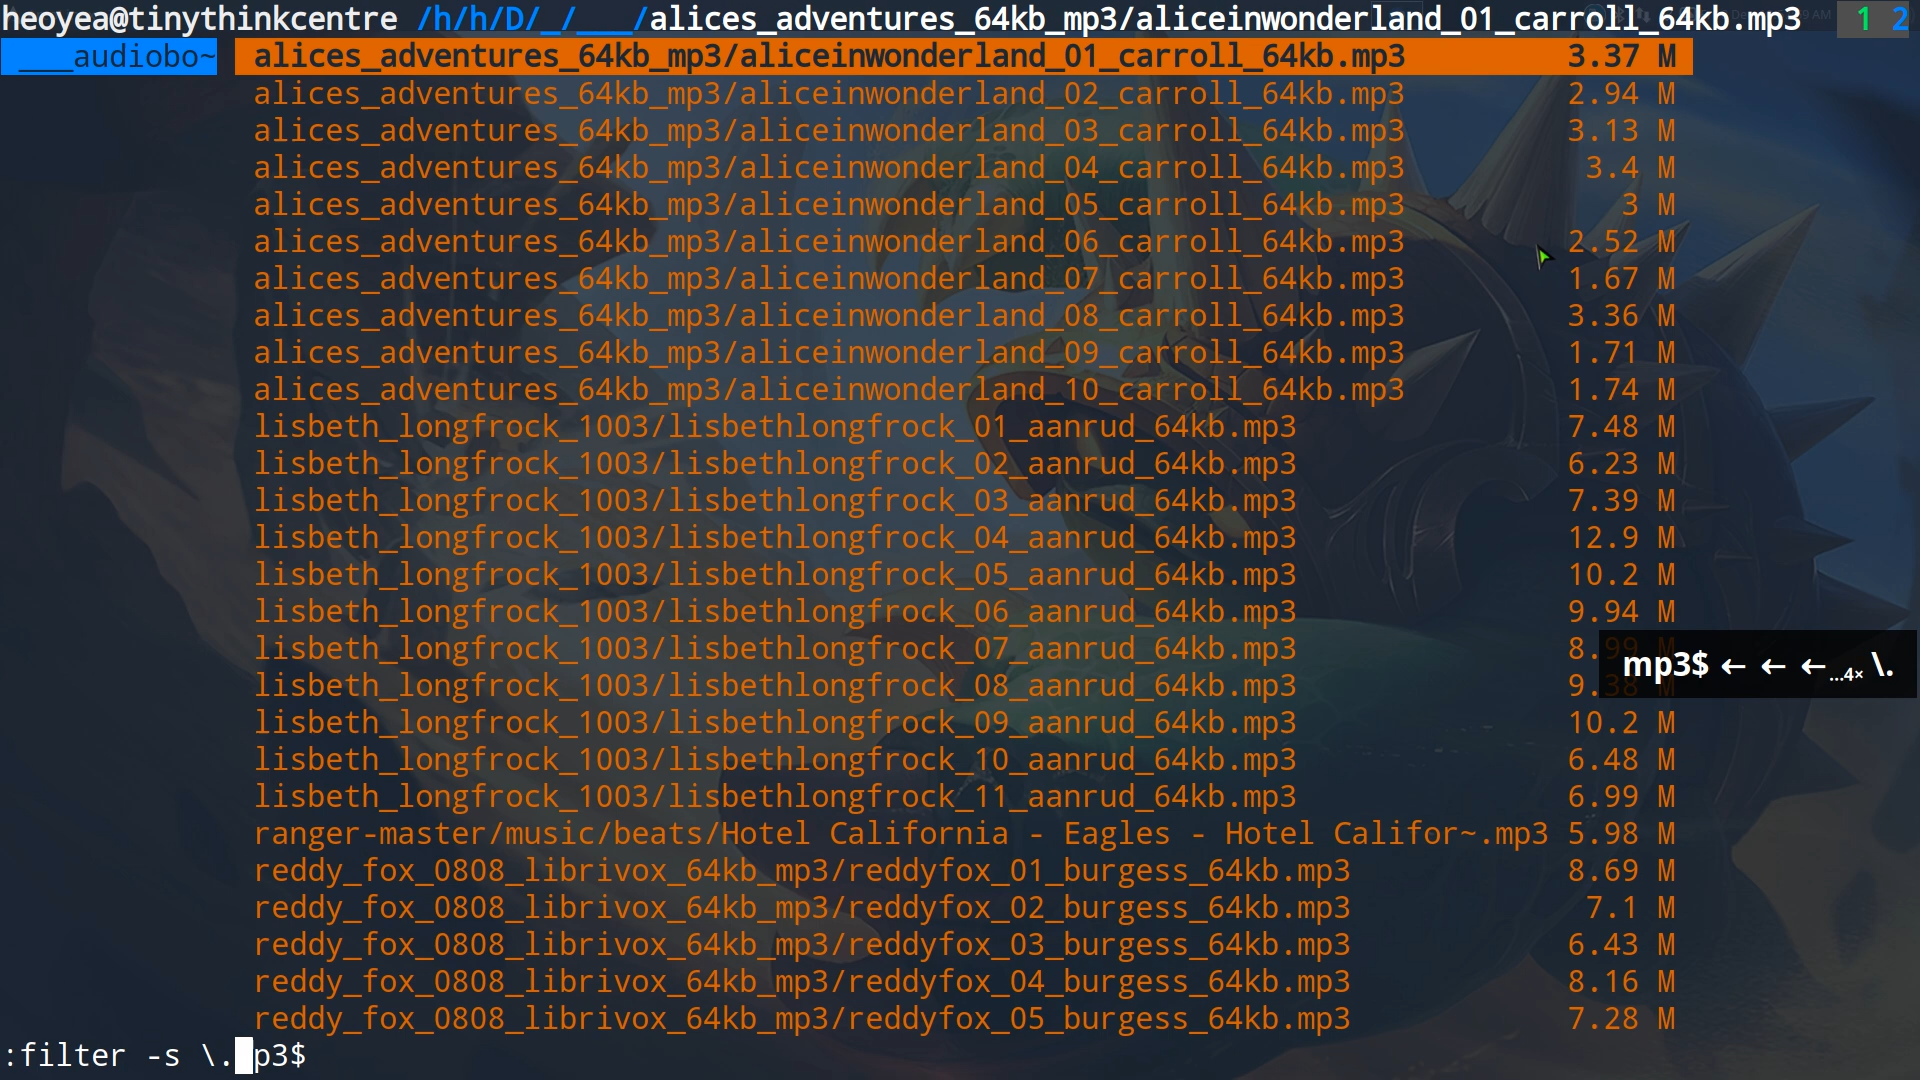 heoyea@tinythinkcentre /h/h/D/_/___/alices_adventures_64kb_mp3/aliceinwonderland_01_carroll_64kb.mp3 1 2
___audiobo~ alices_adventures_64kb_mp3/aliceinwonderland_01_carroll_64kb.mp3 3.37 M
alices_adventures_64kb_mp3/aliceinwonderland_02_carroll_64kb.mp3 2.94 M
alices_adventures_64kb_mp3/aliceinwonderland_03_carroll_64kb.mp3 3.13 M
alices_adventures_64kb_mp3/aliceinwonderland_04_carroll_64kb.mp3 3.4 M
alices_adventures_64kb_mp3/aliceinwonderland_05_carroll_64kb.mp3 3 M
alices_adventures_64kb_mp3/aliceinwonderland_06_carroll_64kb.mp3 2.52 M
alices_adventures_64kb_mp3/aliceinwonderland_07_carroll_64kb.mp3 1.67 M
alices_adventures_64kb_mp3/aliceinwonderland_08_carroll_64kb.mp3 3.36 M
alices_adventures_64kb_mp3/aliceinwonderland_09_carroll_64kb.mp3 1.71 M
alices_adventures_64kb_mp3/aliceinwonderland_10_carroll_64kb.mp3 1.74 M
lisbeth_longfrock_1003/lisbethlongfrock_01_aanrud_64kb.mp3 7.48 M
lisbeth_longfrock_1003/lisbethlongfrock_02_aanrud_64kb.mp3 6.23 M
lisbeth_longfrock_1003/lisbethlongfrock_03_aanrud_64kb.mp3 7.39 M
lisbeth_longfrock_1003/lisbethlongfrock_04_aanrud_64kb.mp3 12.9 M
lisbeth_longfrock_1003/lisbethlongfrock_05_aanrud_64kb.mp3 10.2 M
lisbeth_longfrock_1003/lisbethlongfrock_06_aanrud_64kb.mp3 9.94 M
lisbeth_longfrock_1003/lisbethlongfrock_07_aanrud_64kb.mp3 8.99 M
mp3$ ← ← ← ...4× \.
lisbeth_longfrock_1003/lisbethlongfrock_08_aanrud_64kb.mp3 9.38 M
lisbeth_longfrock_1003/lisbethlongfrock_09_aanrud_64kb.mp3 10.2 M
lisbeth_longfrock_1003/lisbethlongfrock_10_aanrud_64kb.mp3 6.48 M
lisbeth_longfrock_1003/lisbethlongfrock_11_aanrud_64kb.mp3 6.99 M
ranger-master/music/beats/Hotel California - Eagles - Hotel Califor~.mp3 5.98 M
reddy_fox_0808_librivox_64kb_mp3/reddyfox_01_burgess_64kb.mp3 8.69 M
reddy_fox_0808_librivox_64kb_mp3/reddyfox_02_burgess_64kb.mp3 7.1 M
reddy_fox_0808_librivox_64kb_mp3/reddyfox_03_burgess_64kb.mp3 6.43 M
reddy_fox_0808_librivox_64kb_mp3/reddyfox_04_burgess_64kb.mp3 8.16 M
reddy_fox_0808_librivox_64kb_mp3/reddyfox_05_burgess_64kb.mp3 7.28 M
:filter -s \. p3$